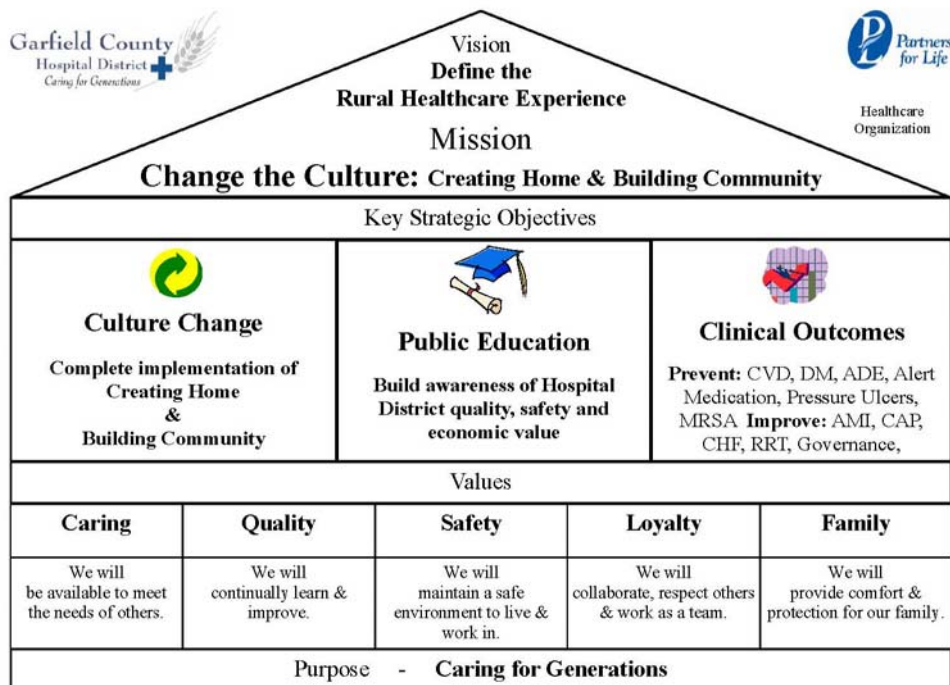 Garfield County
Hospital District
Caring for Generations
Partners
for Life
Healthcare
Organization
Vision
Define the
Rural Healthcare Experience
Mission
Change the Culture: Creating Home & Building Community
Key Strategic Objectives
Culture Change
Complete implementation of
Creating Home
&
Building Community
Public Education
Build awareness of Hospital
District quality, safety and
economic value
Clinical Outcomes
Prevent: CVD, DM, ADE, Alert
Medication, Pressure Ulcers,
MRSA Improve: AMI, CAP,
CHF, RRT, Governance,
Values
Caring
We will
be available to meet
the needs of others.
Quality
We will
continually learn &
improve.
Safety
We will
maintain a safe
environment to live &
work in.
Loyalty
We will
collaborate, respect others
& work as a team.
Family
We will
provide comfort &
protection for our family.
Purpose - Caring for Generations